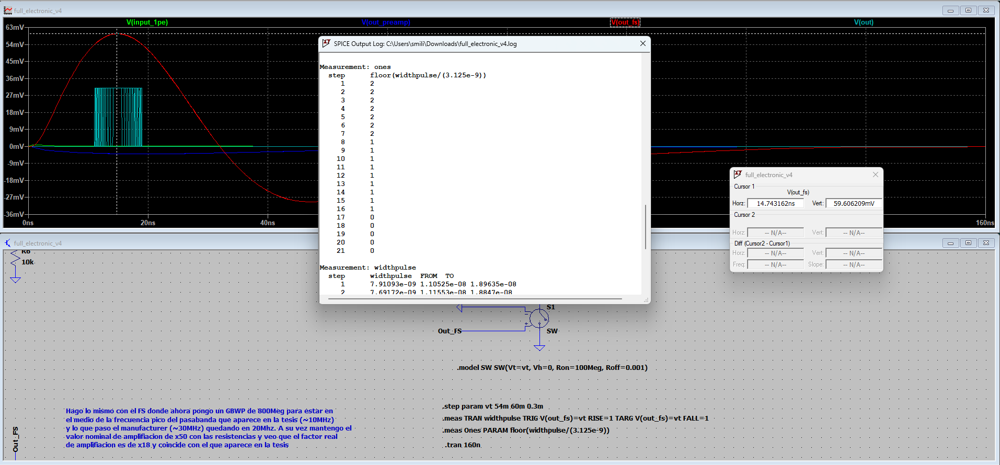 full_electronic_v4
V(input_1pe)
V(out_preamp)
V(out_fs)
V(out)
63mV
54mV
45mV
36mV
27mV
18mV
9mV
0mV
-9mV
-18mV
-27mV
-36mV
0ns
20ns
40ns
160ns
SPICE Output Log: C:\Users\smili\Downloads\full_electronic_v4.log
Measurement: ones
step floor(widthpulse/(3.125e-9))
1 2
2 2
3 2
4 2
5 2
6 2
7 2
8 1
9 1
10 1
11 1
12 1
13 1
14 1
15 1
16 1
17 0
18 0
19 0
20 0
21 0
Measurement: widthpulse
step widthpulse FROM TO
1 7.91093e-09 1.10525e-08 1.89635e-08
2 7.69172e-09 1.11553e-08 1.8847e-08
full_electronic_v4
Cursor 1
V(out_fs)
Horz: 14.743162ns Vert: 59.606209mV
Cursor 2
Horz: -- N/A-- Vert: -- N/A--
Diff (Cursor2 - Cursor1)
Horz: -- N/A-- Vert: -- N/A--
Freq: -- N/A-- Slope: -- N/A--
full_electronic_v4
R6
10k
S1
Out_FS
SW
.model SW SW(Vt=vt, Vh=0, Ron=100Meg, Roff=0.001)
.step param vt 54m 60m 0.3m
.meas TRAN widthpulse TRIG V(out_fs)=vt RISE=1 TARG V(out_fs)=vt FALL=1
.meas Ones PARAM floor(widthpulse/(3.125e-9))
.tran 160n
Hago lo mismo con el FS donde ahora pongo un GBWP de 800Meg para estar en
el medio de la frecuencia pico del pasabanda que aparece en la tesis (~10MHz)
y lo que paso el manufacturer (~30MHz) quedando en 20Mhz. A su vez mantengo el
valor nominal de amplifiacion de x50 con las resistencias y veo que el factor real
de amplifiacion es de x18 y coincide con el que aparece en la tesis
Out_FS